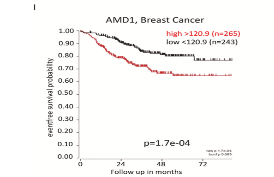 I
AMD1, Breast Cancer
high >120.9 (n=265)
low <120.9 (n=243)
eventfree survival probability
1.00
0.90
0.80
0.70
0.60
0.50
0.40
0.30
0.20
0.10
0.00
p=1.7e-04
0
24
48
72
Follow up in months